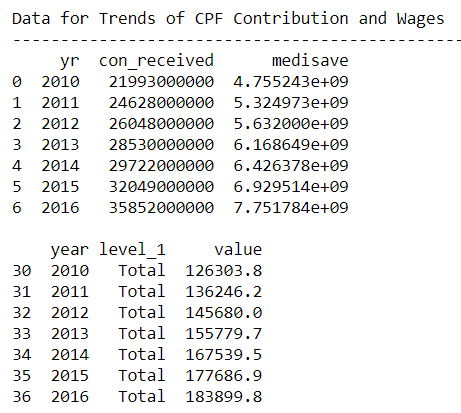 Data for Trends of CPF Contribution and Wages
----------------------------------------------
yr con_received medisave
0 2010 21993000000 4.755243e+09
1 2011 24628000000 5.324973e+09
2 2012 26048000000 5.632000e+09
3 2013 28530000000 6.168649e+09
4 2014 29722000000 6.426378e+09
5 2015 32049000000 6.929514e+09
6 2016 35852000000 7.751784e+09
year level_1 value
30 2010 Total 126303.8
31 2011 Total 136246.2
32 2012 Total 145680.0
33 2013 Total 155779.7
34 2014 Total 167539.5
35 2015 Total 177686.9
36 2016 Total 183899.8